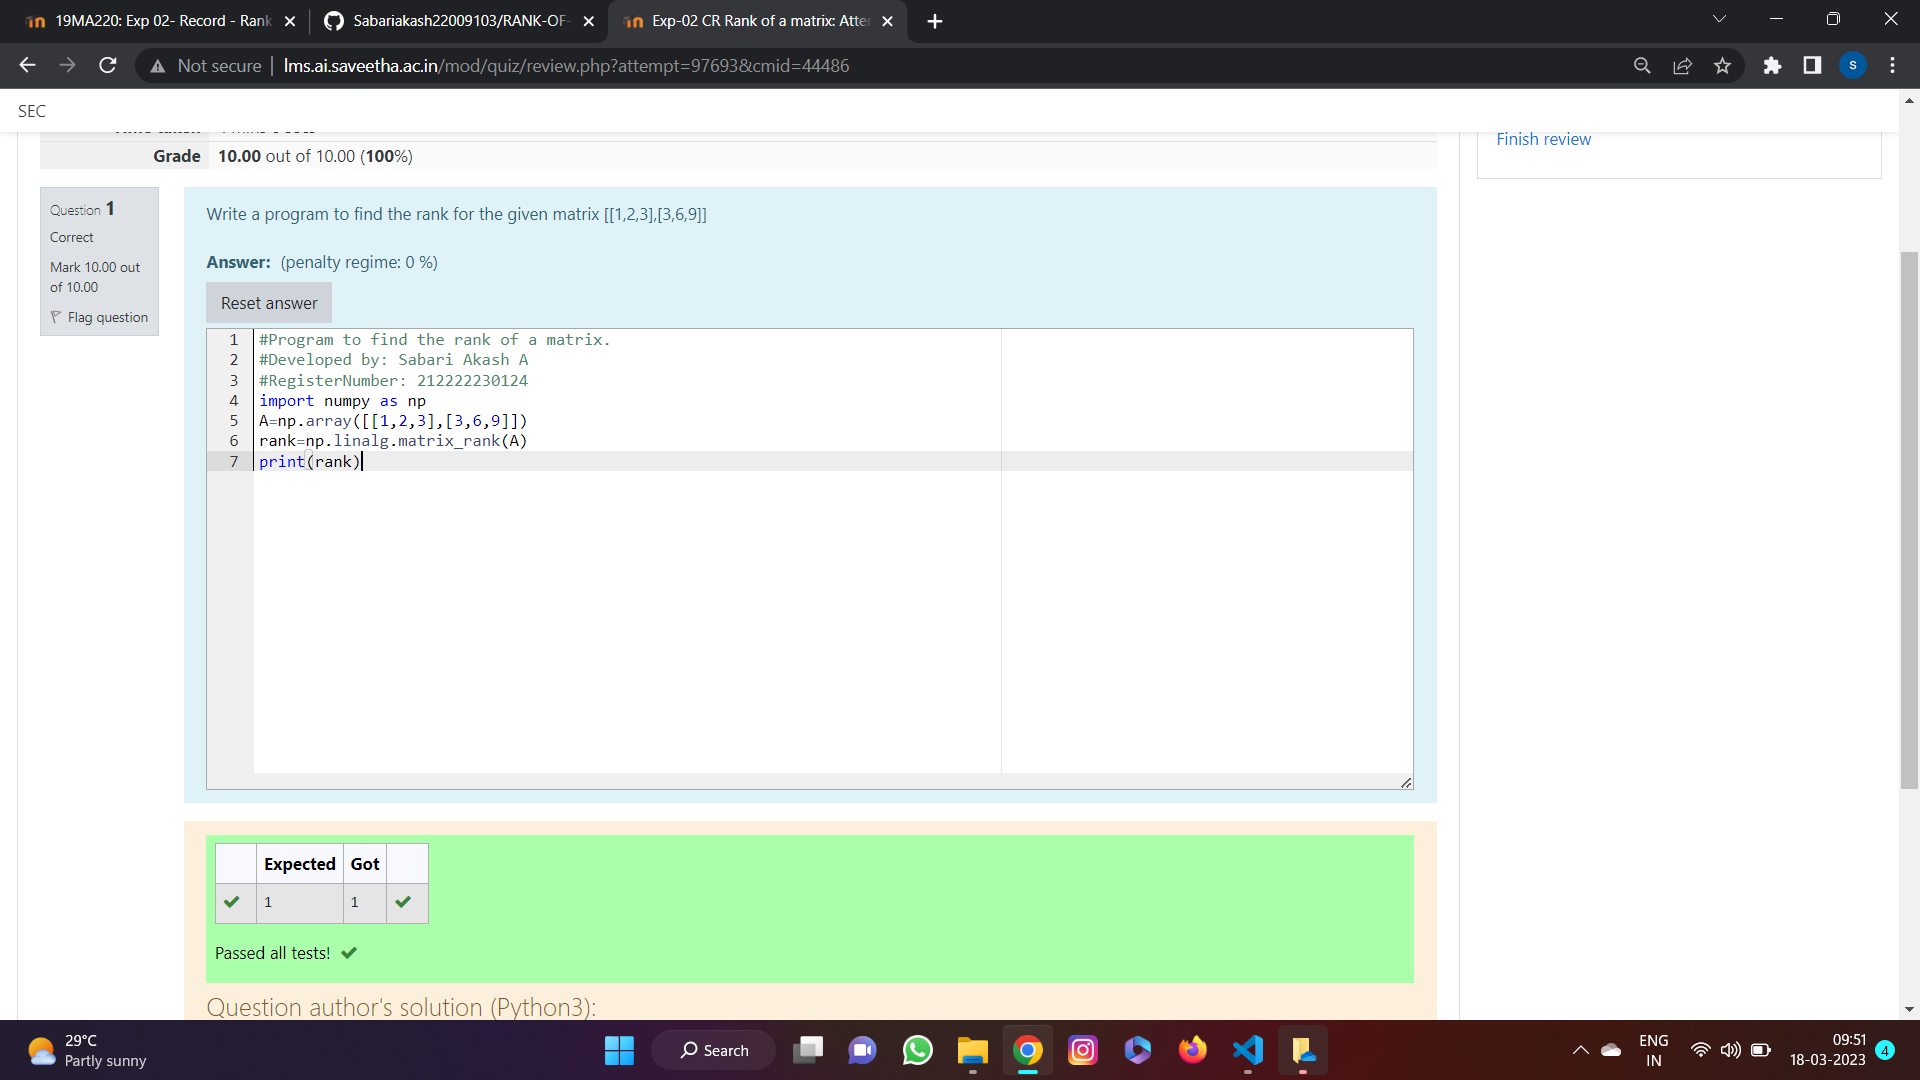 19MA220: Exp 02- Record - Rank
Sabariakash22009103/RANK-OF-
Exp-02 CR Rank of a matrix: Atte
Not secure
lms.ai.saveetha.ac.in/mod/quiz/review.php?attempt=97693&cmid=44486
S
SEC
Finish review
Grade 10.00 out of 10.00 (100%)
Question 1
Correct
Mark 10.00 out
of 10.00
Flag question
Write a program to find the rank for the given matrix [[1,2,3],[3,6,9]]
Answer: (penalty regime: 0 %)
Reset answer
1 #Program to find the rank of a matrix.
2 #Developed by: Sabari Akash A
3 #RegisterNumber: 212222230124
4 import numpy as np
5 A=np.array([[1,2,3],[3,6,9]])
6 rank=np.linalg.matrix_rank(A)
7 print(rank)
Expected Got
1 1
Passed all tests!
Question author's solution (Python3):
29°C
Partly sunny
Search
ENG
IN
09:51
18-03-2023
4